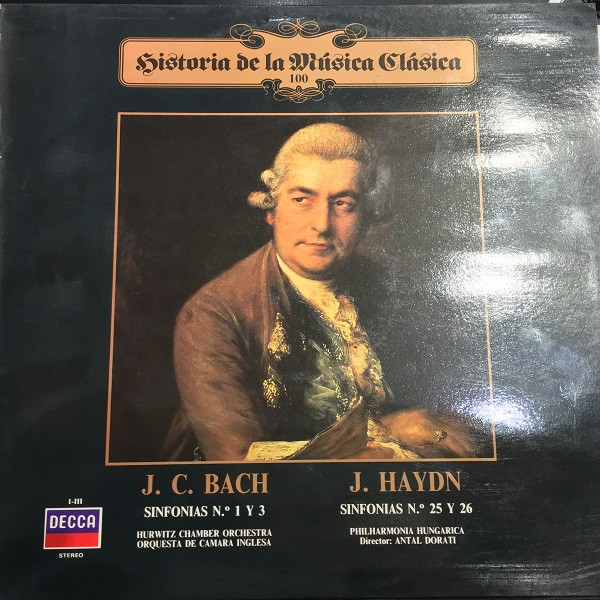 Historia de la Música Clásica
100
J. C. BACH
SINFONIAS N.º 1 Y 3
HURWITZ CHAMBER ORCHESTRA
ORQUESTA DE CAMARA INGLESA
J. HAYDN
SINFONIAS N.º 25 Y 26
PHILHARMONIA HUNGARICA
Director: ANTAL DORATI
I-III
DECCA
STEREO